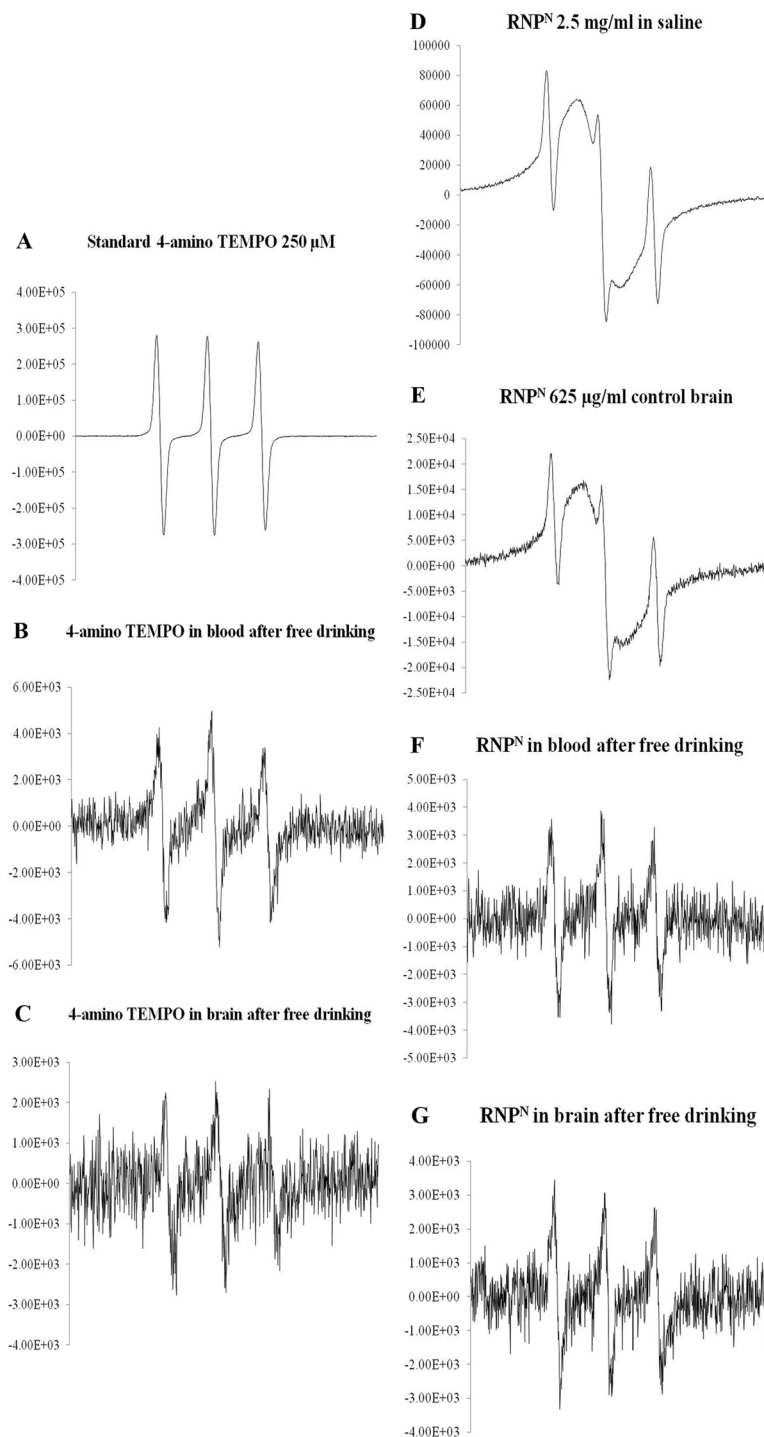 A Standard 4-amino TEMPO 250 µM
4.00E+05
3.00E+05
2.00E+05
1.00E+05
0.00E+00
-1.00E+05
-2.00E+05
-3.00E+05
-4.00E+05
B 4-amino TEMPO in blood after free drinking
6.00E+03
4.00E+03
2.00E+03
0.00E+00
-2.00E+03
-4.00E+03
-6.00E+03
C 4-amino TEMPO in brain after free drinking
3.00E+03
2.00E+03
1.00E+03
0.00E+00
-1.00E+03
-2.00E+03
-3.00E+03
-4.00E+03
D RNPᴺ 2.5 mg/ml in saline
100000
80000
60000
40000
20000
0
-20000
-40000
-60000
-80000
-100000
E RNPᴺ 625 µg/ml control brain
2.50E+04
2.00E+04
1.50E+04
1.00E+04
5.00E+03
0.00E+00
-5.00E+03
-1.00E+04
-1.50E+04
-2.00E+04
-2.50E+04
F RNPᴺ in blood after free drinking
5.00E+03
4.00E+03
3.00E+03
2.00E+03
1.00E+03
0.00E+00
-1.00E+03
-2.00E+03
-3.00E+03
-4.00E+03
-5.00E+03
G RNPᴺ in brain after free drinking
4.00E+03
3.00E+03
2.00E+03
1.00E+03
0.00E+00
-1.00E+03
-2.00E+03
-3.00E+03
-4.00E+03